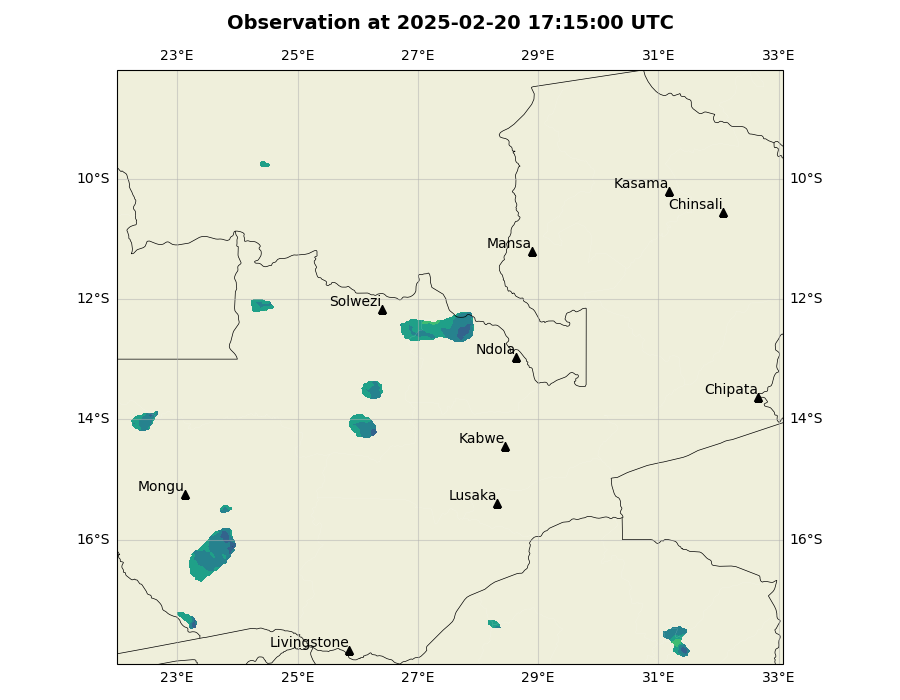 Observation at 2025-02-20 17:15:00 UTC
23°E 25°E 27°E 29°E 31°E 33°E
10°S 10°S
Kasama
Chinsali
Mansa
12°S 12°S
Solwezi
Ndola
Chipata
14°S 14°S
Kabwe
Mongu
Lusaka
16°S 16°S
Livingstone
23°E 25°E 27°E 29°E 31°E 33°E